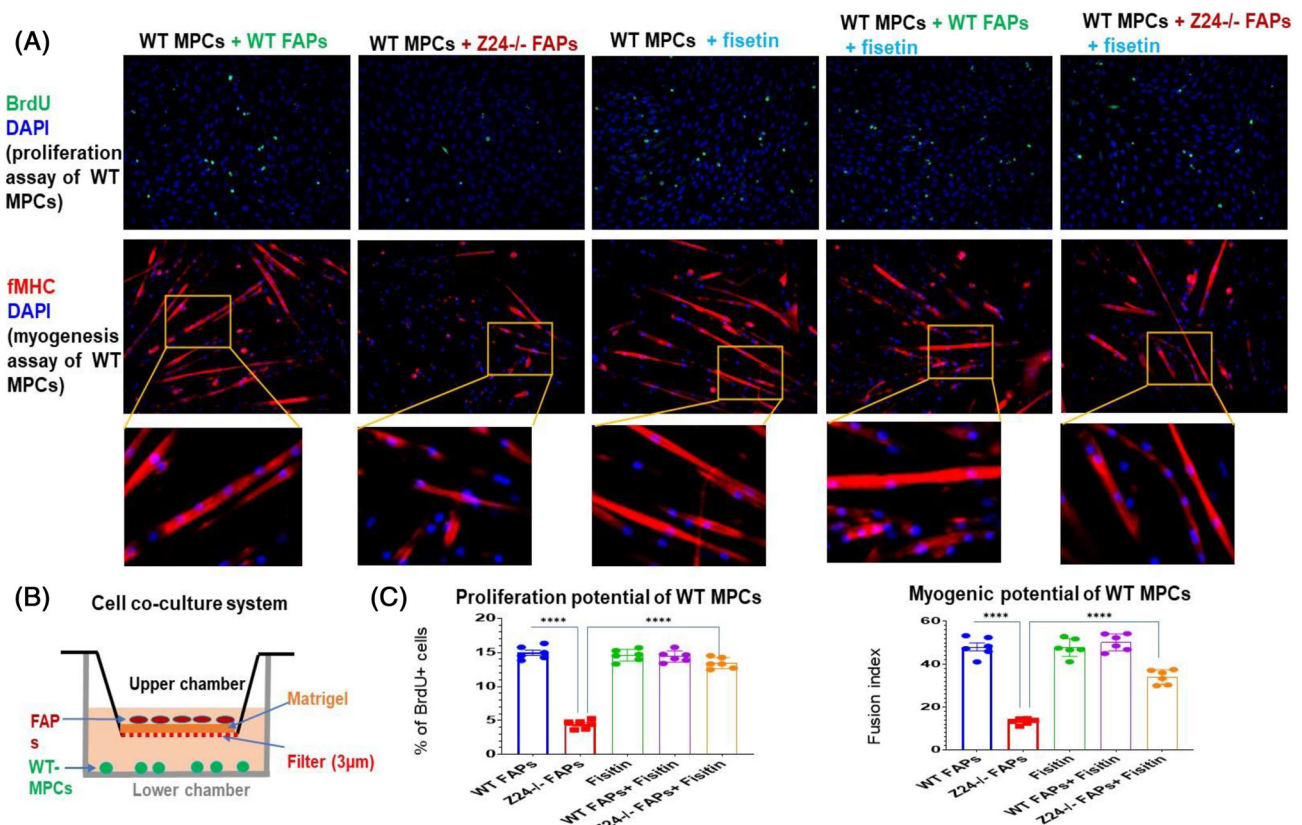 (A)
WT MPCs + WT FAPs
WT MPCs + Z24-/- FAPs
WT MPCs + fisetin
WT MPCs + WT FAPs
+ fisetin
WT MPCs + Z24-/- FAPs
+ fisetin
BrdU
DAPI
(proliferation
assay of WT
MPCs)
fMHC
DAPI
(myogenesis
assay of WT
MPCs)
(B)
Cell co-culture system
Upper chamber
Matrigel
FAP
s
Filter (3μm)
WT-
MPCs
Lower chamber
(C)
Proliferation potential of WT MPCs
% of BrdU+ cells
20
15
10
5
0
****
****
WT FAPs
Z24-/- FAPs
Fisitin
WT FAPs+ Fisitin
Z24-/- FAPs+ Fisitin
Myogenic potential of WT MPCs
Fusion index
60
40
20
0
****
****
WT FAPs
Z24-/- FAPs
Fisitin
WT FAPs+ Fisitin
Z24-/- FAPs+ Fisitin